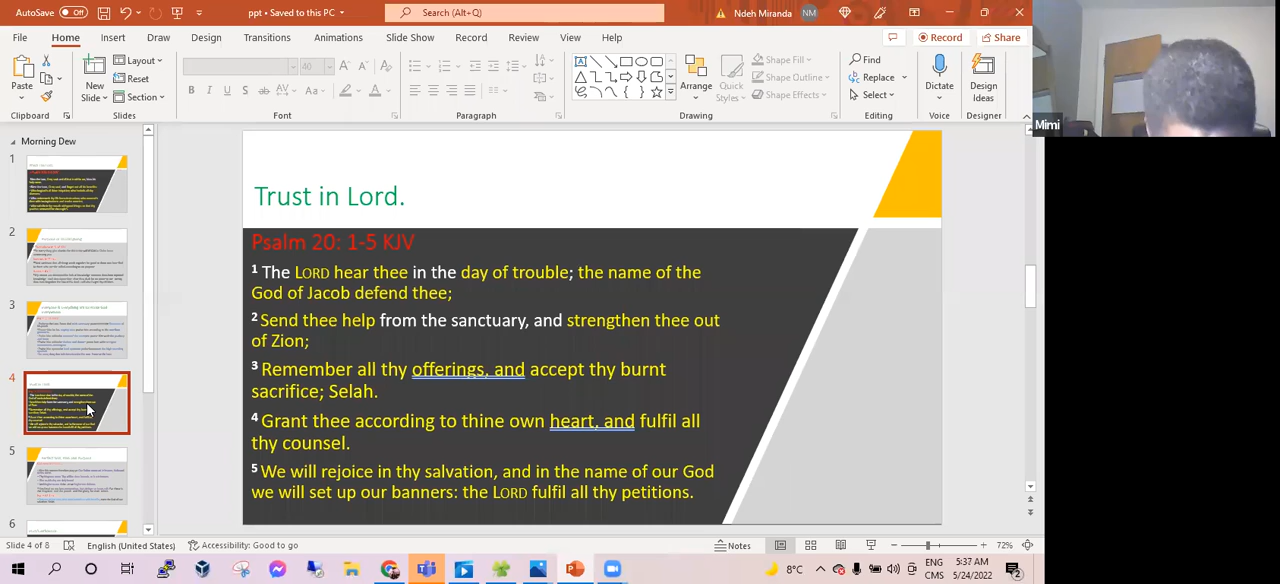 AutoSave Off ppt • Saved to this PC Search (Alt+Q) Ndeh Miranda NM
File Home Insert Draw Design Transitions Animations Slide Show Record Review View Help Record Share
Paste New Slide Layout Reset Section 40 Arrange Quick Styles Shape Fill Shape Outline Shape Effects Find Replace Select Dictate Design Ideas
Clipboard Slides Font Paragraph Drawing Editing Voice Designer
Mimi
Morning Dew
1
2
3
4
5
6
Trust in Lord.
Psalm 20: 1-5 KJV
1 The LORD hear thee in the day of trouble; the name of the
God of Jacob defend thee;
2 Send thee help from the sanctuary, and strengthen thee out
of Zion;
3 Remember all thy offerings, and accept thy burnt
sacrifice; Selah.
4 Grant thee according to thine own heart, and fulfil all
thy counsel.
5 We will rejoice in thy salvation, and in the name of our God
we will set up our banners: the LORD fulfil all thy petitions.
Slide 4 of 8 English (United States) Accessibility: Good to go Notes 72%
8°C ENG 5:37 AM
CMS 5/24/2022